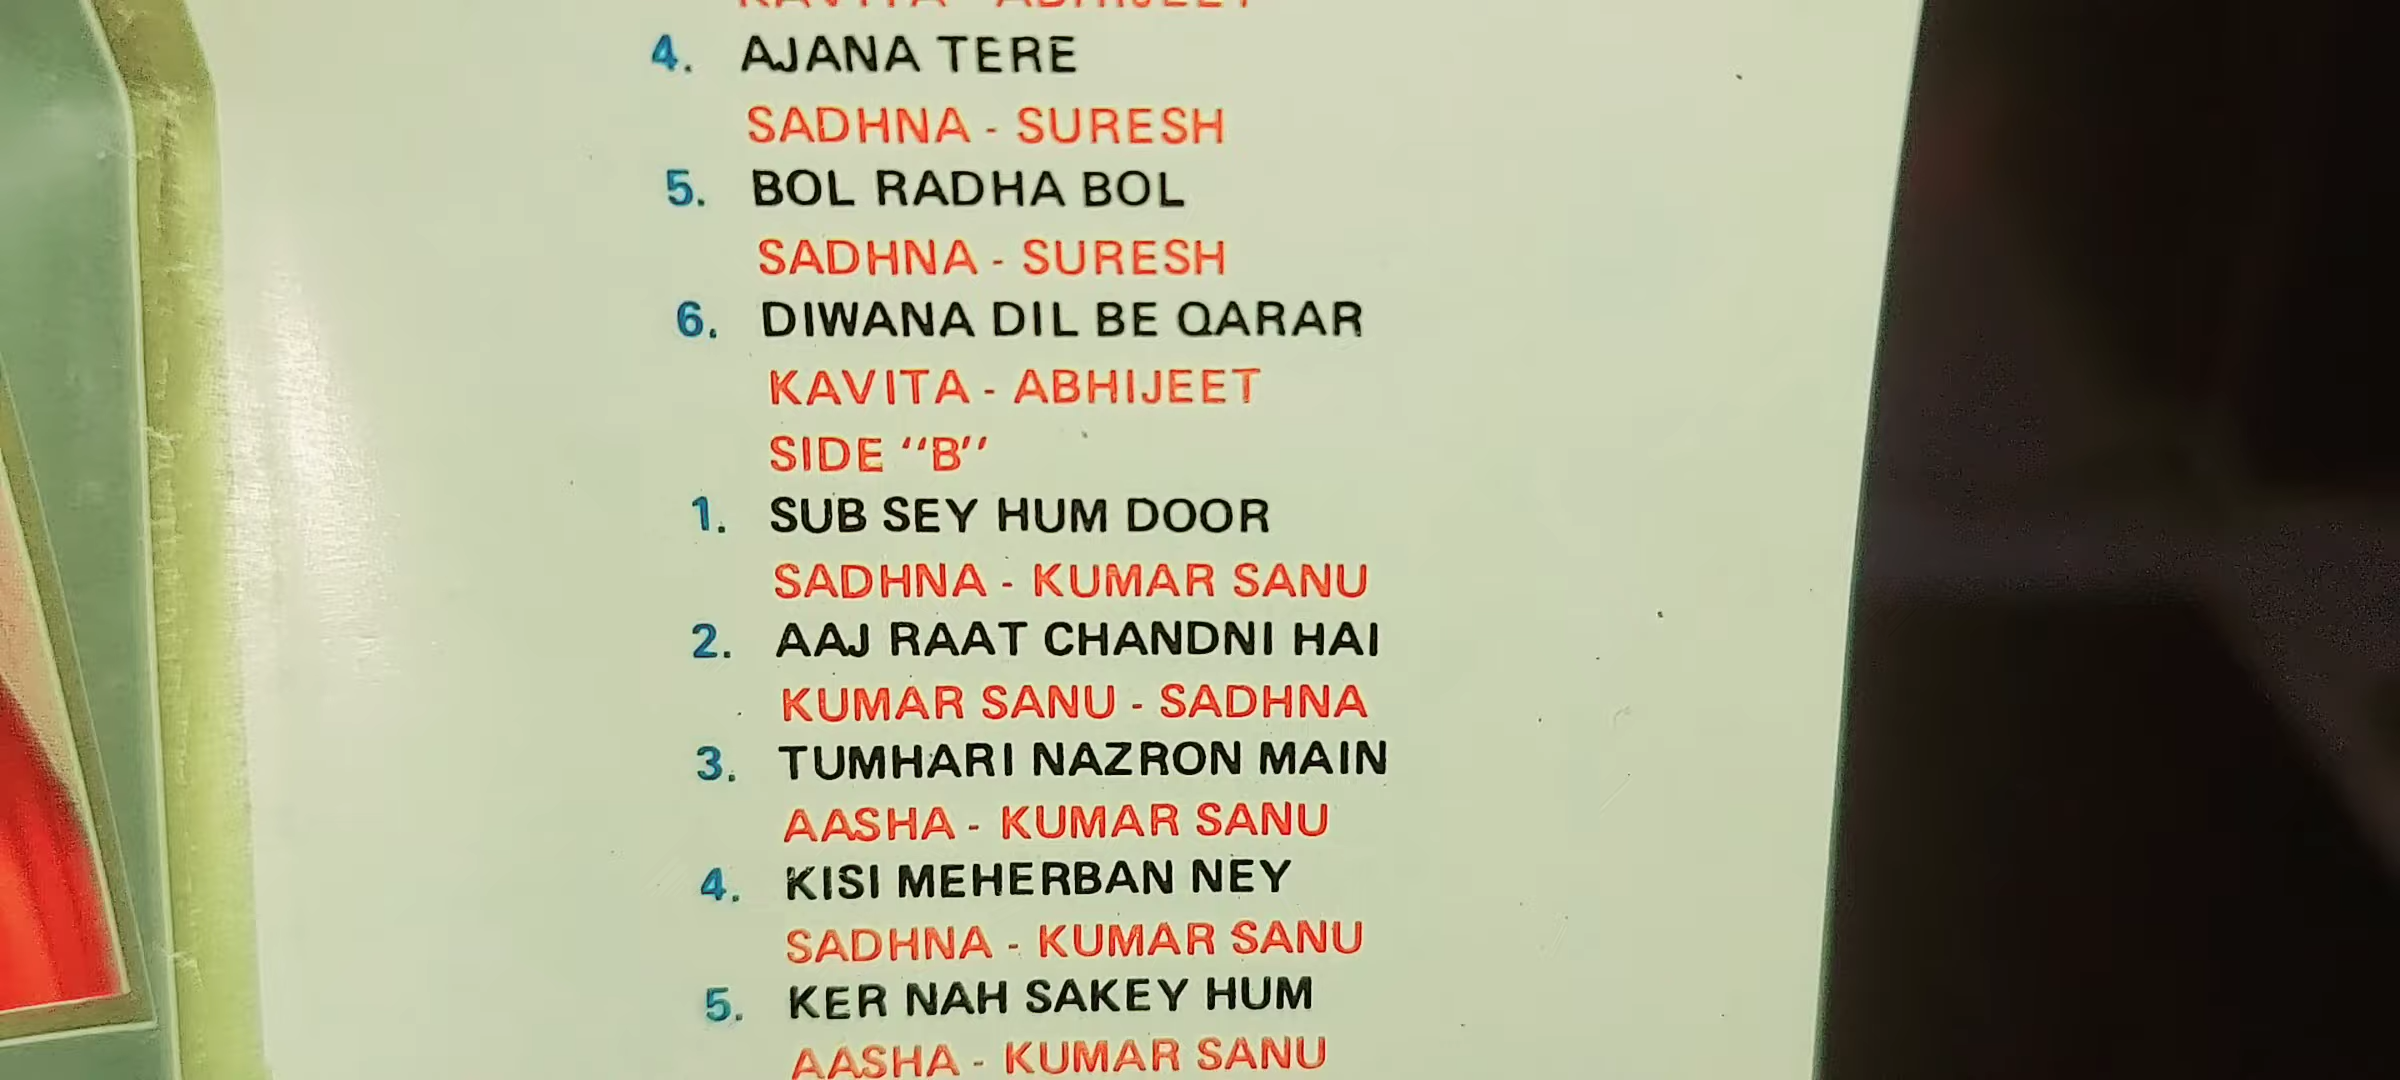 KAVITA - ABHIJEET
4. AJANA TERE
SADHNA - SURESH
5. BOL RADHA BOL
SADHNA - SURESH
6. DIWANA DIL BE QARAR
KAVITA - ABHIJEET
SIDE "B"
1. SUB SEY HUM DOOR
SADHNA - KUMAR SANU
2. AAJ RAAT CHANDNI HAI
KUMAR SANU - SADHNA
3. TUMHARI NAZRON MAIN
AASHA - KUMAR SANU
4. KISI MEHERBAN NEY
SADHNA - KUMAR SANU
5. KER NAH SAKEY HUM
AASHA - KUMAR SANU